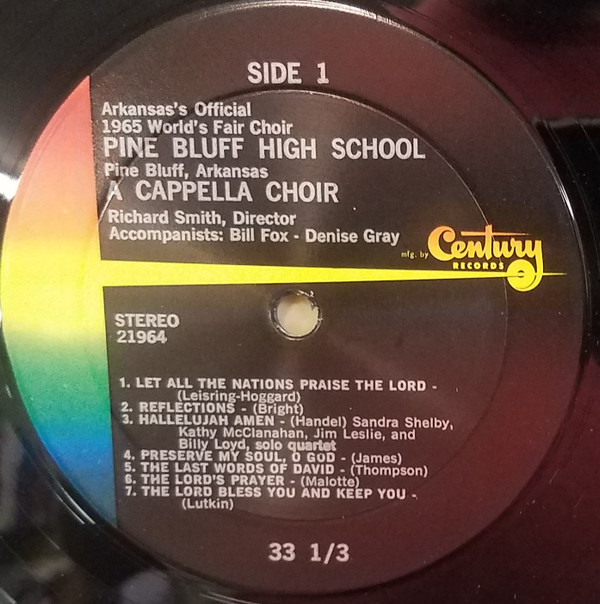 SIDE 1
Arkansas's Official
1965 World's Fair Choir
PINE BLUFF HIGH SCHOOL
Pine Bluff, Arkansas
A CAPPELLA CHOIR
Richard Smith, Director
Accompanists: Bill Fox - Denise Gray
mfg. by Century
RECORDS
STEREO
21964
1. LET ALL THE NATIONS PRAISE THE LORD -
(Leisring-Hoggard)
2. REFLECTIONS - (Bright)
3. HALLELUJAH AMEN - (Handel) Sandra Shelby,
Kathy McClanahan, Jim Leslie, and
Billy Loyd, solo quartet
4. PRESERVE MY SOUL, O GOD - (James)
5. THE LAST WORDS OF DAVID - (Thompson)
6. THE LORD'S PRAYER - (Malotte)
7. THE LORD BLESS YOU AND KEEP YOU -
(Lutkin)
33 1/3